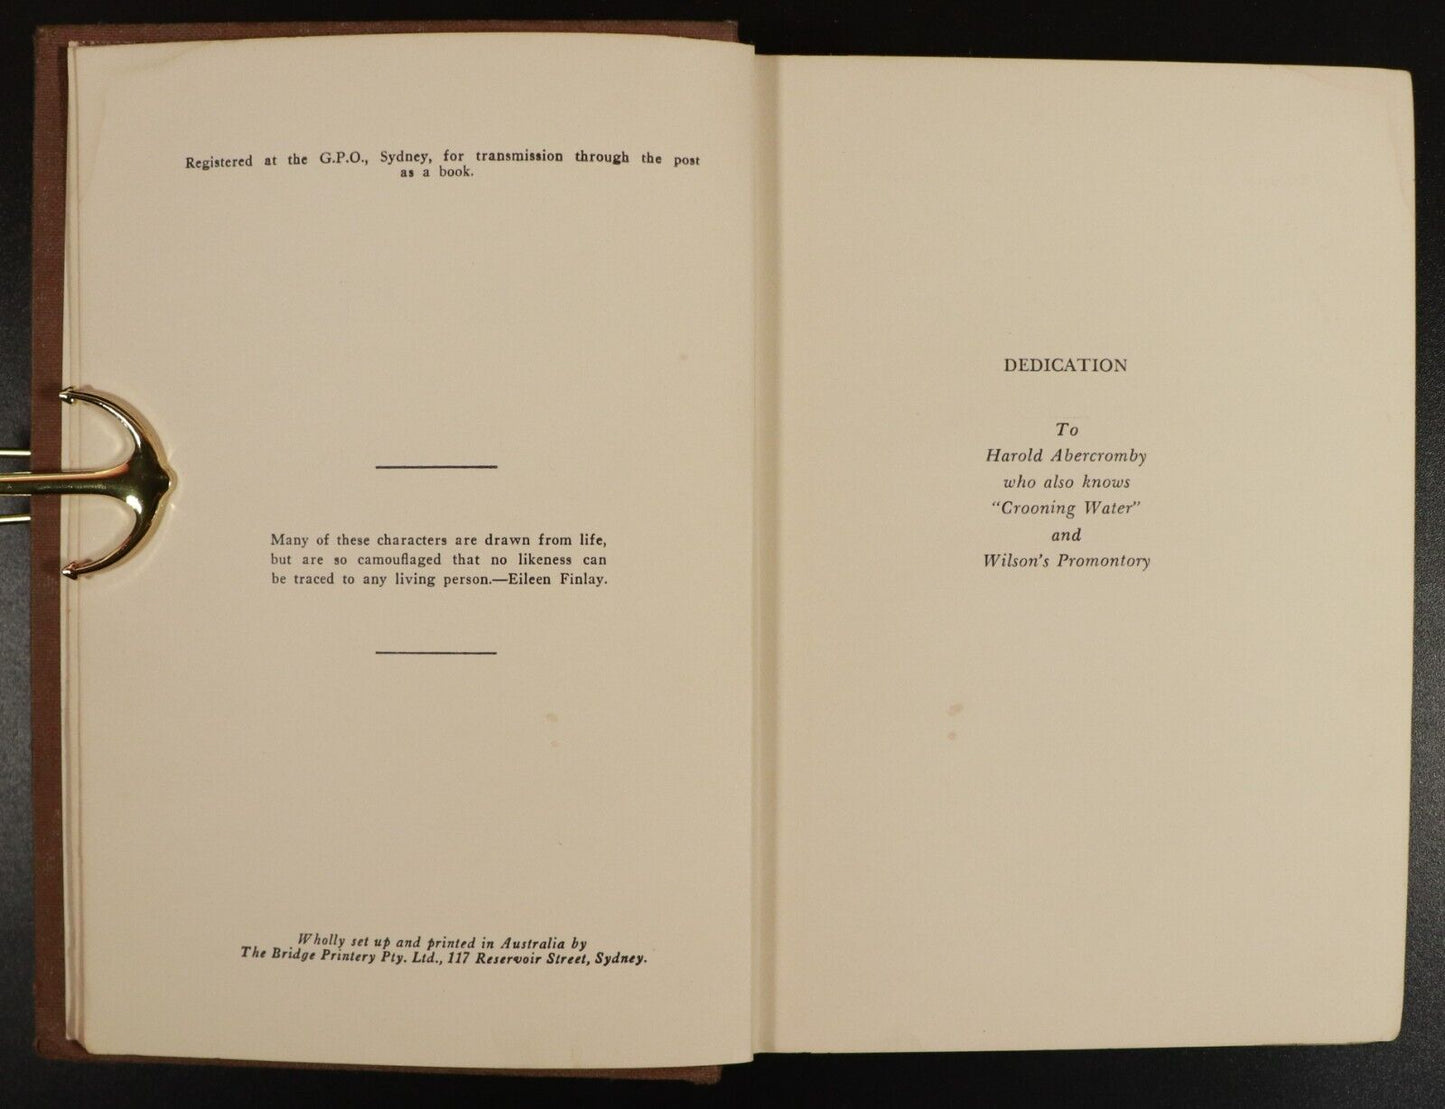 Registered at the G.P.O., Sydney, for transmission through the post
as a book.
Many of these characters are drawn from life,
but are so camouflaged that no likeness can
be traced to any living person.—Eileen Finlay.
Wholly set up and printed in Australia by
The Bridge Printery Pty. Ltd., 117 Reservoir Street, Sydney.
DEDICATION
To
Harold Abercromby
who also knows
“Crooning Water”
and
Wilson's Promontory